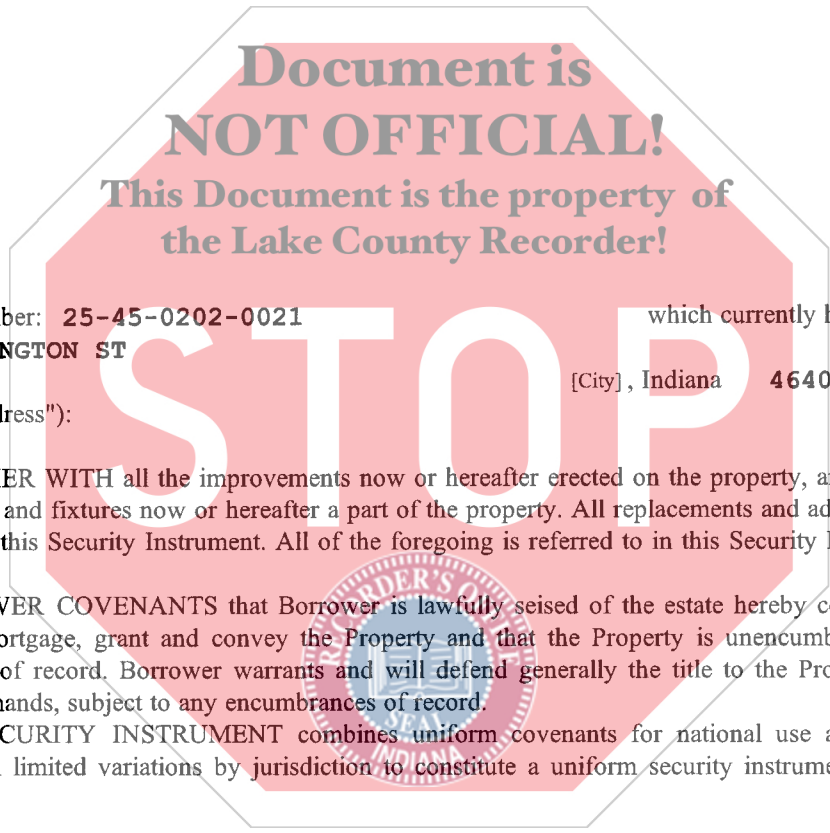 Document is
NOT OFFICIAL!
This Document is the property of
the Lake County Recorder!
ber: 25-45-0202-0021 which currently h
NGTON ST
[City] , Indiana 4640
dress"):
STOP
ER WITH all the improvements now or hereafter erected on the property, a
and fixtures now or hereafter a part of the property. All replacements and ad
this Security Instrument. All of the foregoing is referred to in this Security I
VER COVENANTS that Borrower is lawfully seised of the estate hereby c
ortgage, grant and convey the Property and that the Property is unencumb
of record. Borrower warrants and will defend generally the title to the Pro
ands, subject to any encumbrances of record.
CURITY INSTRUMENT combines uniform covenants for national use a
limited variations by jurisdiction to constitute a uniform security instrume
RECORDER'S OFFICE
SEAL
INDIANA